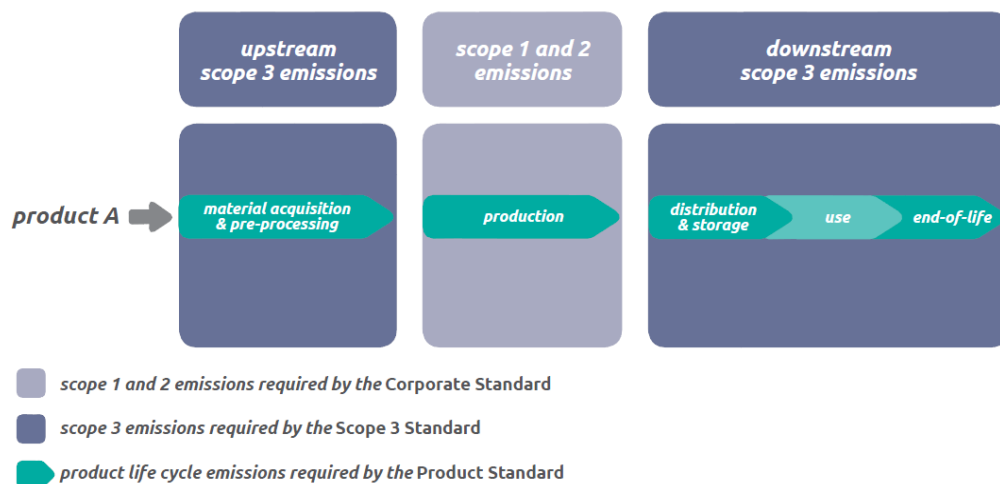 upstream
scope 3 emissions
scope 1 and 2
emissions
downstream
scope 3 emissions
product A
material acquisition
& pre-processing
production
distribution
& storage
use
end-of-life
scope 1 and 2 emissions required by the Corporate Standard
scope 3 emissions required by the Scope 3 Standard
product life cycle emissions required by the Product Standard